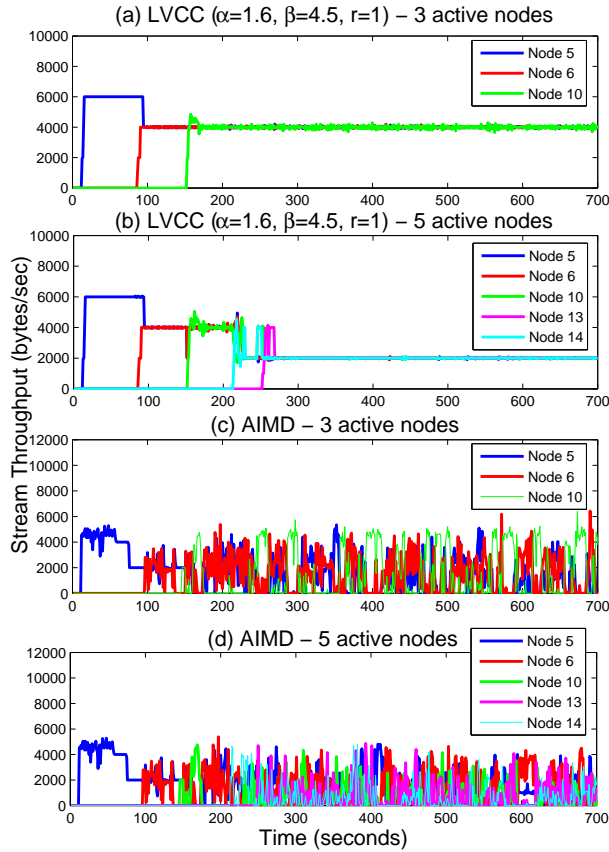 (a) LVCC (α=1.6, β=4.5, r=1) – 3 active nodes
10000
8000
6000
4000
2000
0
Node 5
Node 6
Node 10
0 100 200 300 400 500 600 700
(b) LVCC (α=1.6, β=4.5, r=1) – 5 active nodes
10000
8000
6000
4000
2000
0
Node 5
Node 6
Node 10
Node 13
Node 14
0 100 200 300 400 500 600 700
Stream Throughput (bytes/sec)
(c) AIMD – 3 active nodes
12000
10000
8000
6000
4000
2000
0
Node 5
Node 6
Node 10
0 100 200 300 400 500 600 700
(d) AIMD – 5 active nodes
12000
10000
8000
6000
4000
2000
0
Node 5
Node 6
Node 10
Node 13
Node 14
0 100 200 300 400 500 600 700
Time (seconds)